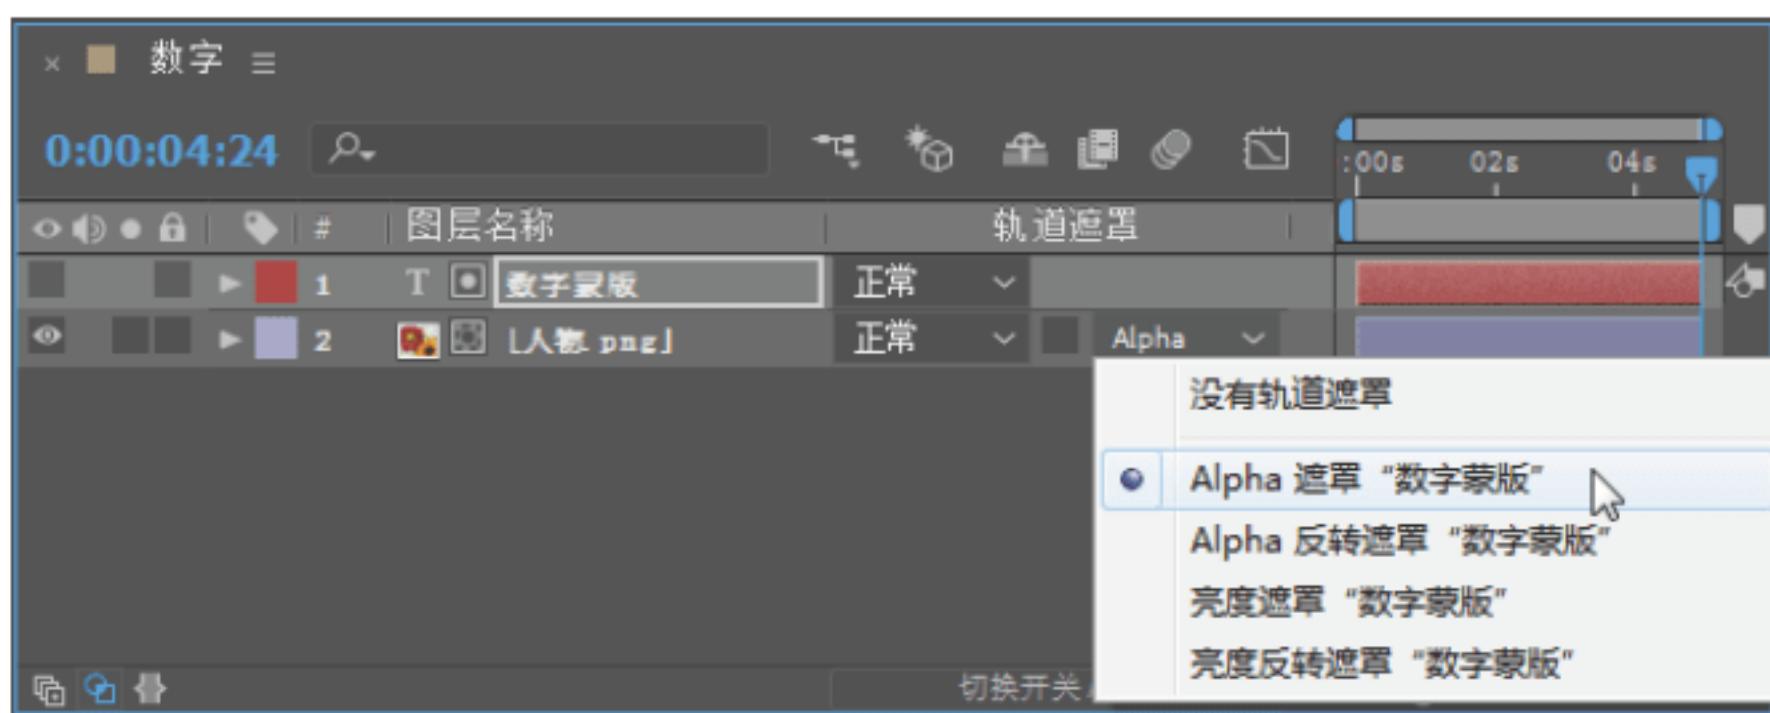 数字
0:00:04:24
:00s 02s 04s
# 图层名称 轨道遮罩
1 T 数字蒙版 正常
2 [人物.png] 正常 Alpha
没有轨道遮罩
Alpha 遮罩“数字蒙版”
Alpha 反转遮罩“数字蒙版”
亮度遮罩“数字蒙版”
亮度反转遮罩“数字蒙版”
切换开关